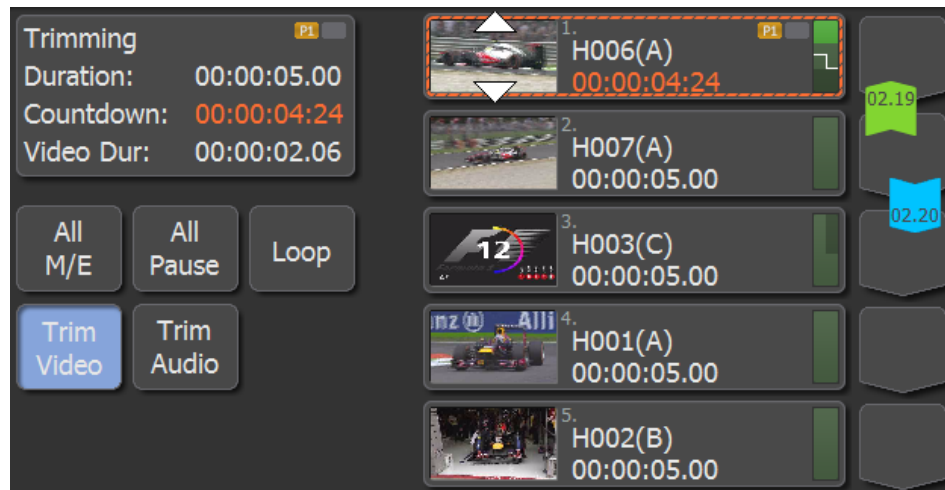 Trimming
P1
Duration: 00:00:05.00
Countdown: 00:00:04:24
Video Dur: 00:00:02.06
All
M/E
All
Pause
Loop
Trim
Video
Trim
Audio
1.
P1
H006(A)
00:00:04:24
2.
H007(A)
00:00:05.00
12
3.
H003(C)
00:00:05.00
Alli
4.
H001(A)
00:00:05.00
5.
H002(B)
00:00:05.00
02.19
02.20